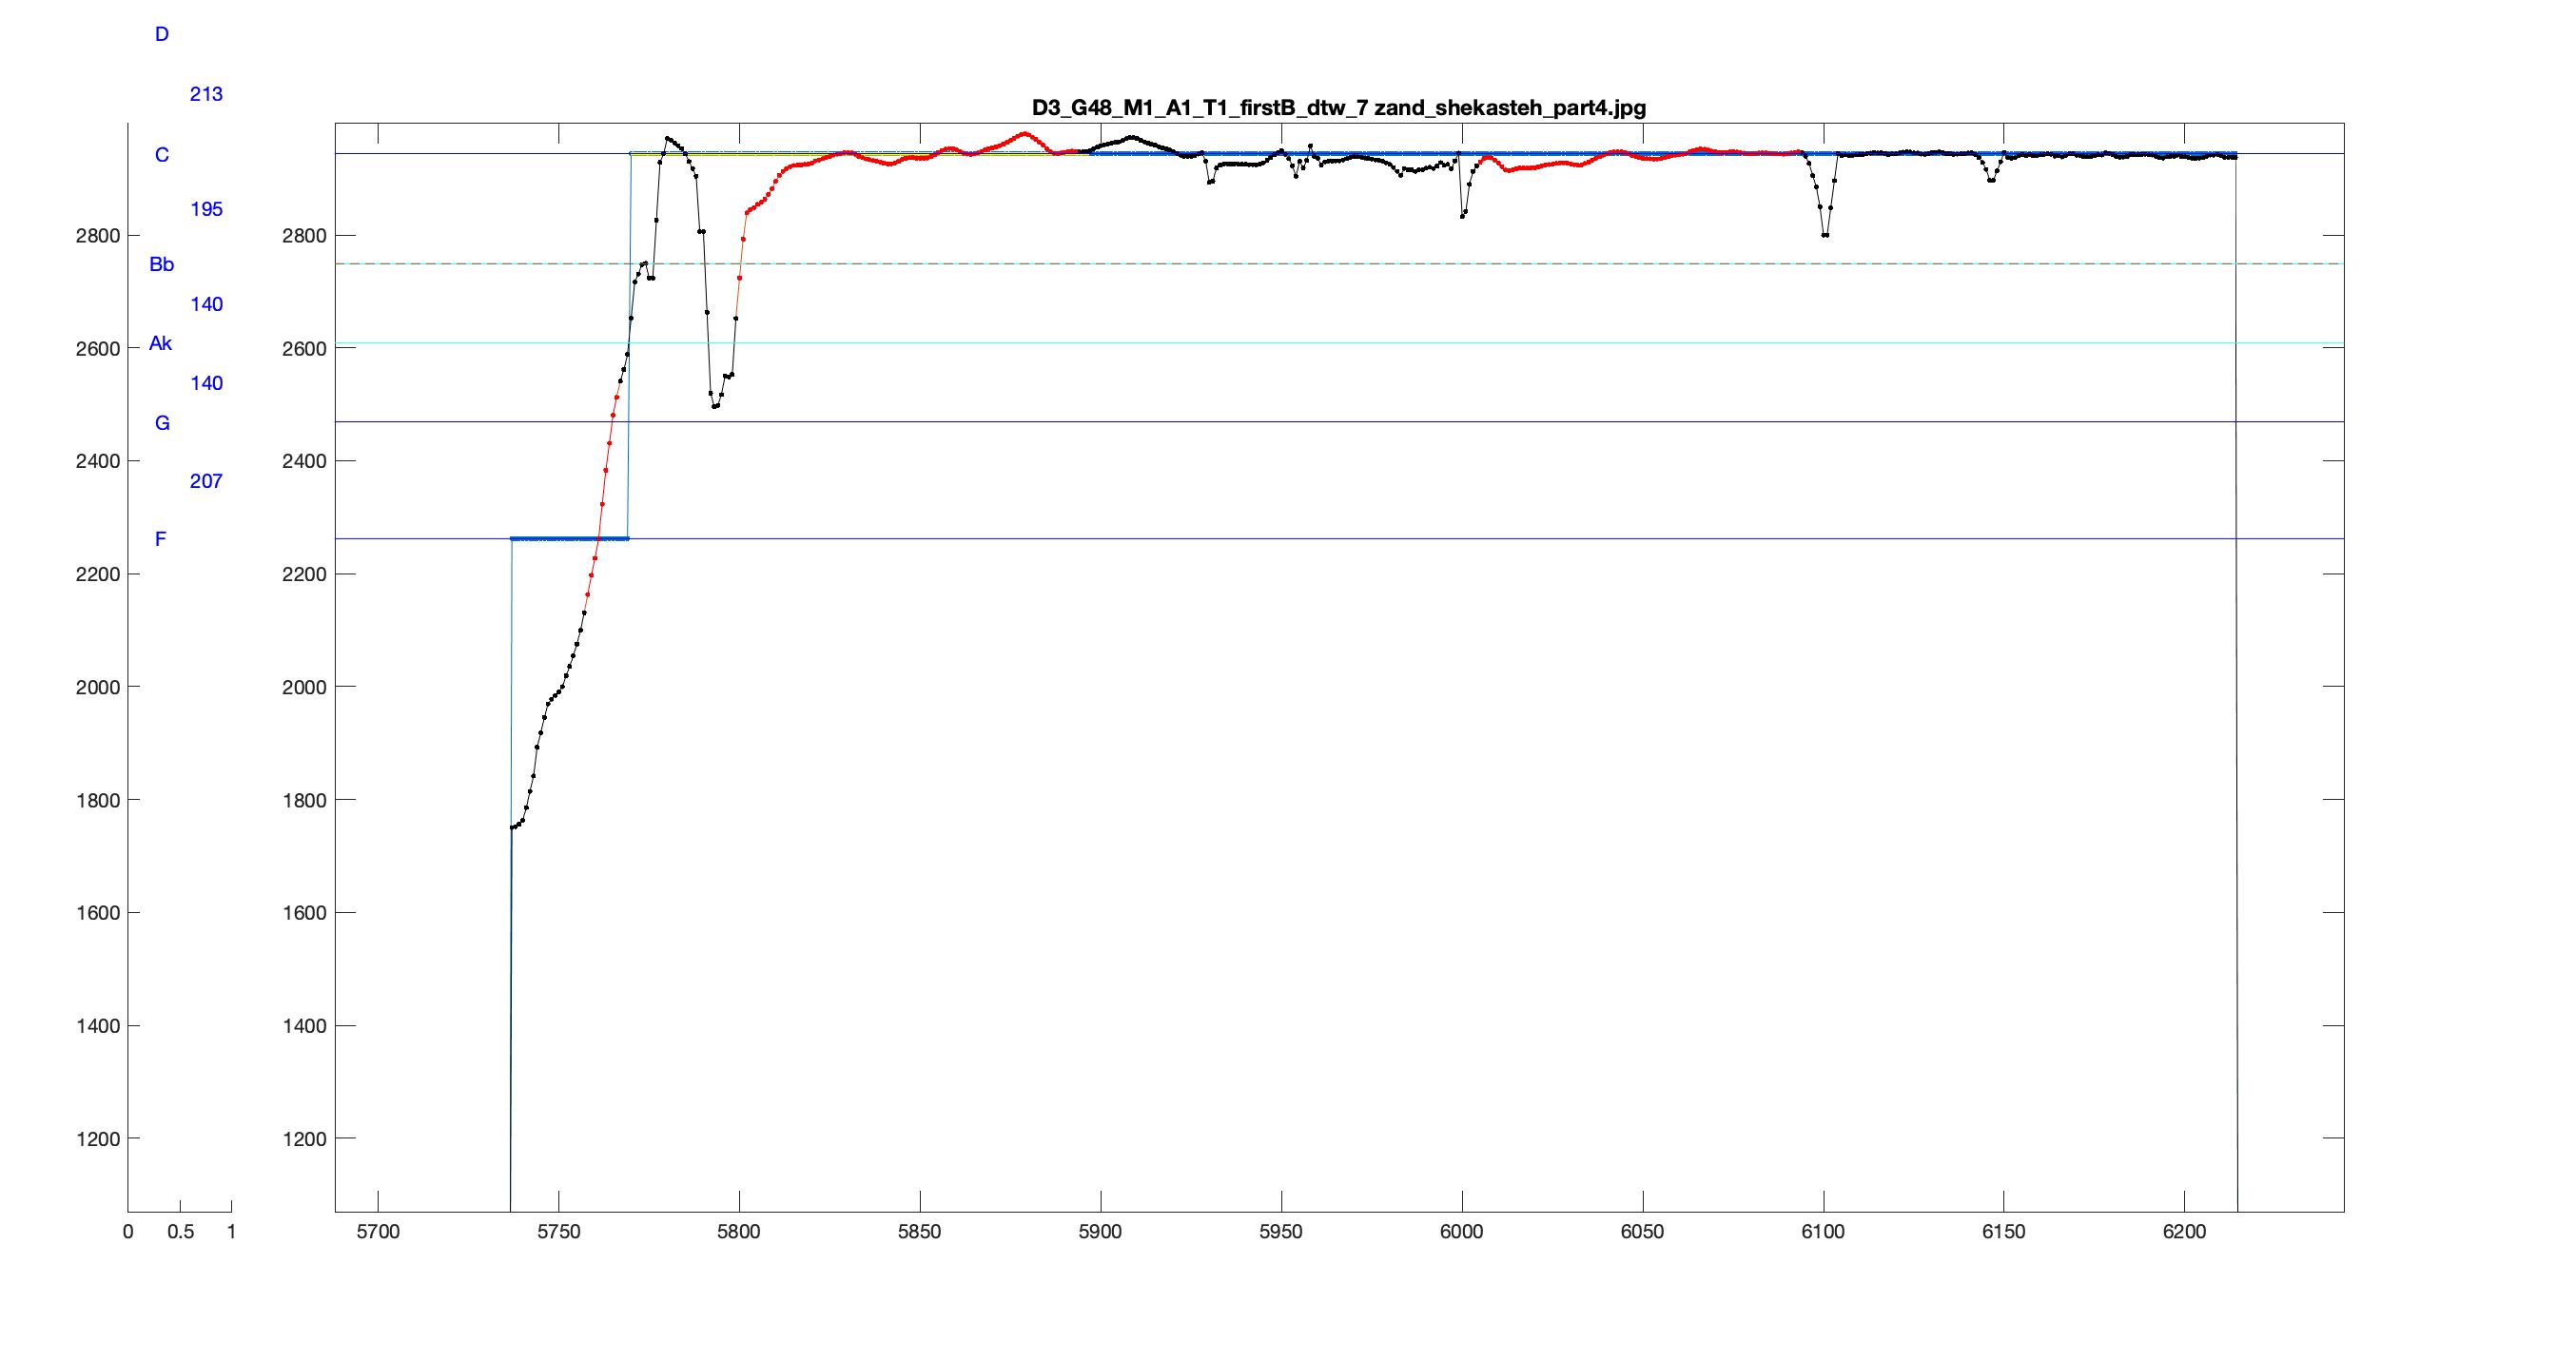 D
213
D3_G48_M1_A1_T1_firstB_dtw_7 zand_shekasteh_part4.jpg
C
195
2800 2800
Bb
140
2600 Ak 2600
140
G
2400 2400
207
F
2200 2200
2000 2000
1800 1800
1600 1600
1400 1400
1200 1200
0 0.5 1 5700 5750 5800 5850 5900 5950 6000 6050 6100 6150 6200